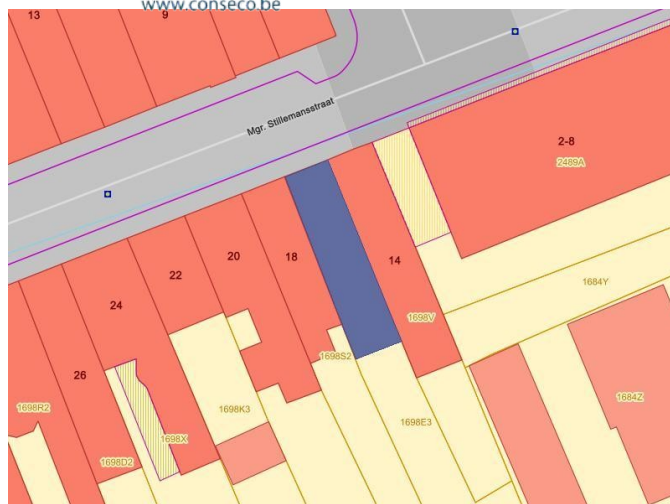 www.conseco.be
13
9
Mgr. Stillemansstraat
2-8
2489A
14
18
20
22
24
26
1684Y
1698V
1698S2
1698R2
1698K3
1698E3
1684Z
1698X
1698D2